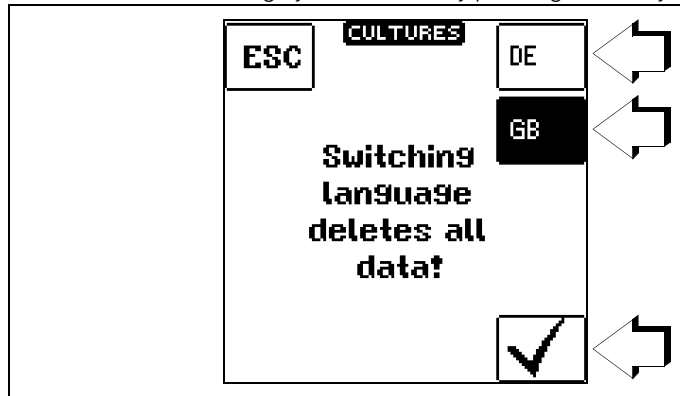 CULTURES
ESC
DE
GB
Switching
language
deletes all
data!